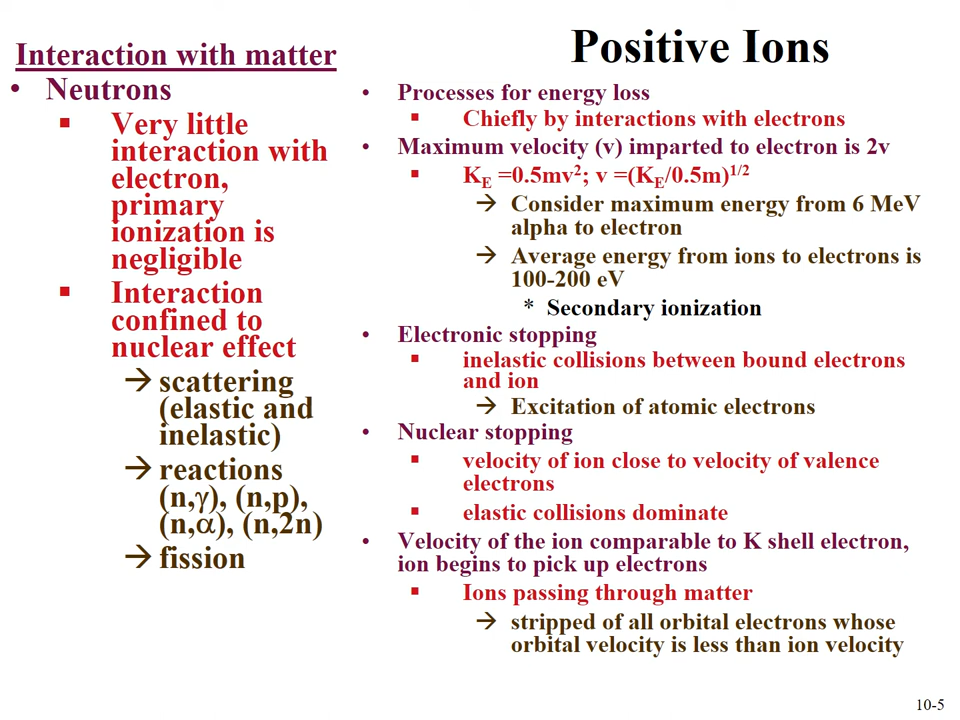 Positive Ions
Interaction with matter
• Neutrons
▪ Very little
interaction with
electron,
primary
ionization is
negligible
▪ Interaction
confined to
nuclear effect
→ scattering
(elastic and
inelastic)
→ reactions
(n,γ), (n,p),
(n,α), (n,2n)
→ fission
• Processes for energy loss
▪ Chiefly by interactions with electrons
• Maximum velocity (v) imparted to electron is 2v
▪ K_E =0.5mv²; v =(K_E/0.5m)^1/2
→ Consider maximum energy from 6 MeV
alpha to electron
→ Average energy from ions to electrons is
100-200 eV
* Secondary ionization
• Electronic stopping
▪ inelastic collisions between bound electrons
and ion
→ Excitation of atomic electrons
• Nuclear stopping
▪ velocity of ion close to velocity of valence
electrons
▪ elastic collisions dominate
• Velocity of the ion comparable to K shell electron,
ion begins to pick up electrons
▪ Ions passing through matter
→ stripped of all orbital electrons whose
orbital velocity is less than ion velocity
10-5